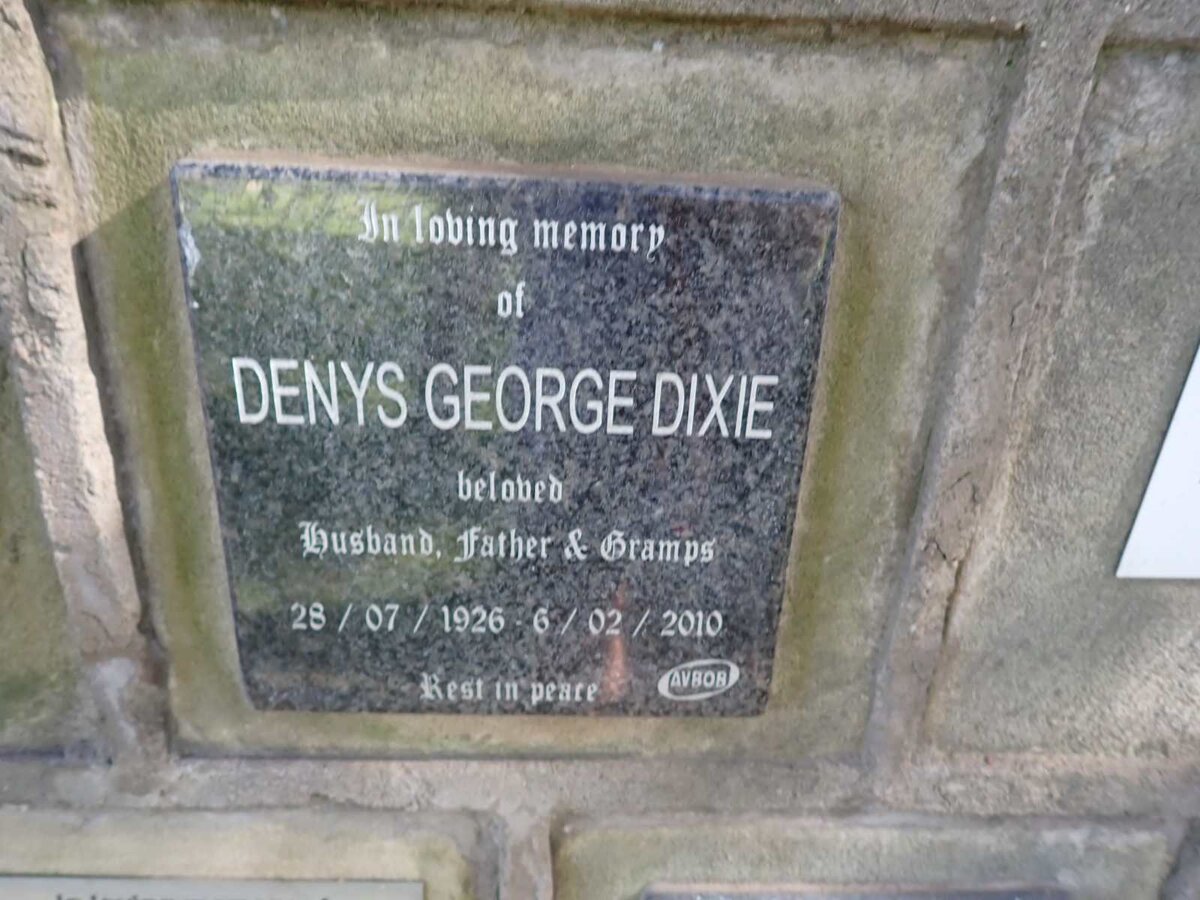 In loving memory
of
DENYS GEORGE DIXIE
beloved
Husband, Father & Gramps
28 / 07 / 1926 - 6 / 02 / 2010
Rest in peace
AVBOB